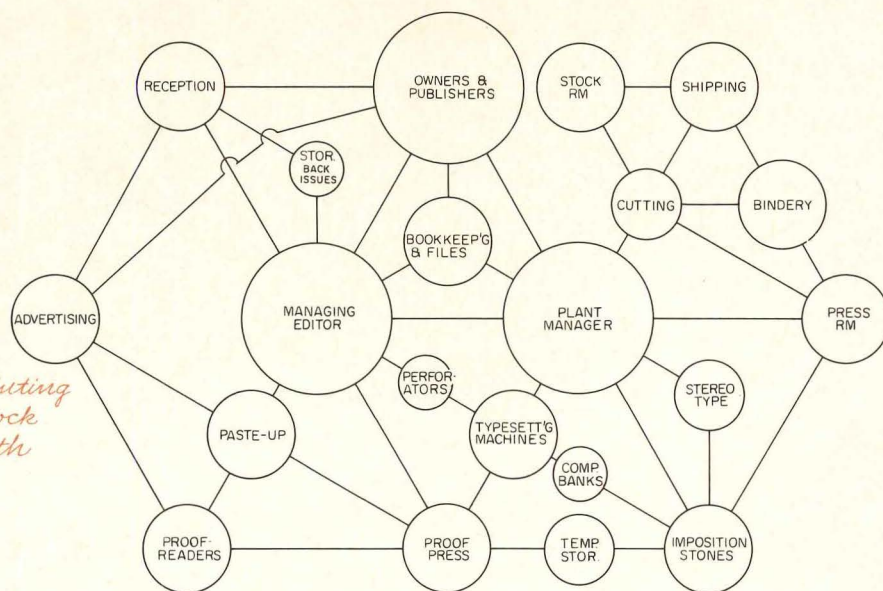 RECEPTION
OWNERS &
PUBLISHERS
STOCK
RM
SHIPPING
STOR.
BACK
ISSUES
CUTTING
BINDERY
BOOKKEEP'G
& FILES
ADVERTISING
MANAGING
EDITOR
PLANT
MANAGER
PRESS
RM
PERFOR-
ATORS
STEREO
TYPE
PASTE-UP
TYPESETT'G
MACHINES
COMP.
BANKS
PROOF-
READERS
PROOF
PRESS
TEMP.
STOR.
IMPOSITION
STONES